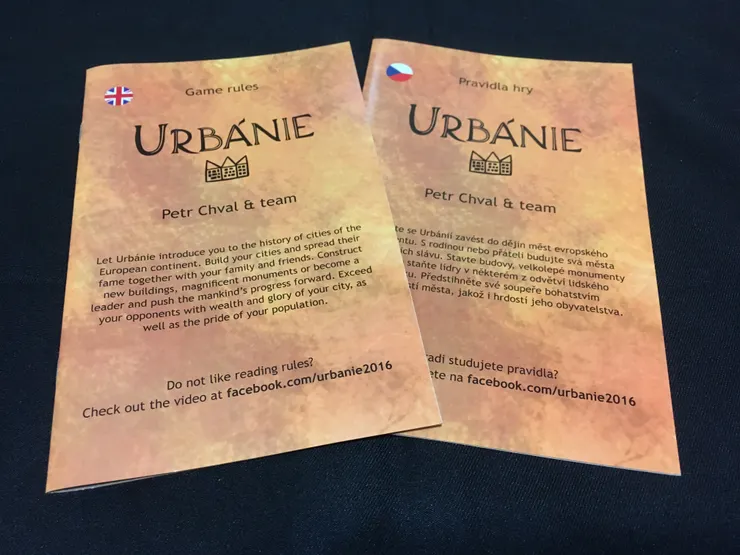 Game rules
URBÁNIE
Petr Chval & team
Let Urbánie introduce you to the history of cities of the
European continent. Build your cities and spread their
fame together with your family and friends. Construct
new buildings, magnificent monuments or become a
leader and push the mankind's progress forward. Exceed
your opponents with wealth and glory of your city, as
well as the pride of your population.
Do not like reading rules?
Check out the video at facebook.com/urbanie2016
Pravidla hry
URBÁNIE
Petr Chval & team
se Urbánií zavést do dějin měst evropského
S rodinou nebo přáteli budujte svá města
slávu. Stavte budovy, velkolepé monumenty
staňte lídry v některém z odvětví lidského
Předstihněte své soupeře bohatstvím
města, jakož i hrdostí jeho obyvatelstva.
studujete pravidla?
na facebook.com/urbanie2016